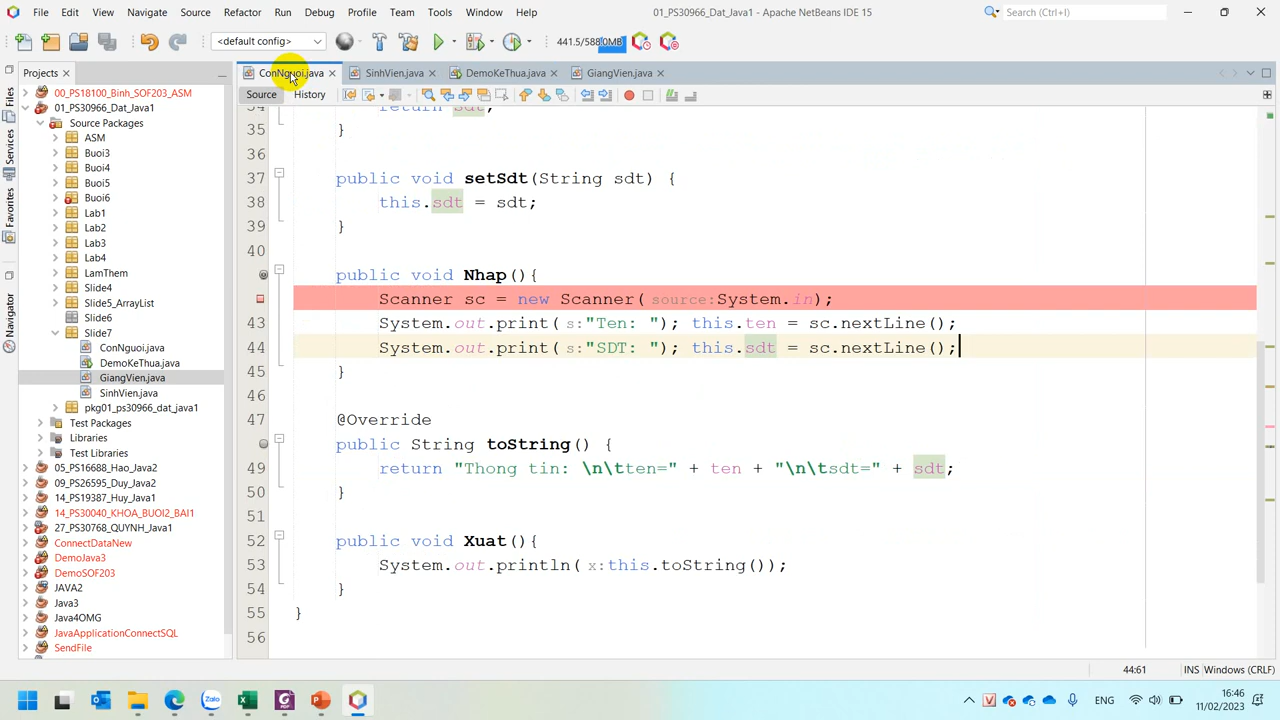 File Edit View Navigate Source Refactor Run Debug Profile Team Tools Window Help
01_PS30966_Dat_Java1 - Apache NetBeans IDE 15
Search (Ctrl+I)
<default config>
441.5/588.0MB
Projects
ConNguoi.java
SinhVien.java
DemoKeThua.java
GiangVien.java
Source History
Files
Services
Favorites
Navigator
00_PS18100_Binh_SOF203_ASM
01_PS30966_Dat_Java1
Source Packages
ASM
Buoi3
Buoi4
Buoi5
Buoi6
Lab1
Lab2
Lab3
Lab4
LamThem
Slide4
Slide5_ArrayList
Slide6
Slide7
ConNguoi.java
DemoKeThua.java
GiangVien.java
SinhVien.java
pkg01_ps30966_dat_java1
Test Packages
Libraries
Test Libraries
05_PS16688_Hao_Java2
09_PS26595_Duy_Java2
14_PS19387_Huy_Java1
14_PS30040_KHOA_BUOI2_BAI1
27_PS30768_QUYNH_Java1
ConnectDataNew
DemoJava3
DemoSOF203
JAVA2
Java3
Java4OMG
JavaApplicationConnectSQL
SendFile
34 return sdt;
35 }
36
37 public void setSdt(String sdt) {
38 this.sdt = sdt;
39 }
40
public void Nhap(){
Scanner sc = new Scanner(source:System.in);
43 System.out.print(s:"Ten: "); this.ten = sc.nextLine();
44 System.out.print(s:"SDT: "); this.sdt = sc.nextLine();
45 }
46
47 @Override
public String toString() {
49 return "Thong tin: \n\tten=" + ten + "\n\tsdt=" + sdt;
50 }
51
52 public void Xuat(){
53 System.out.println(x:this.toString());
54 }
55 }
56
44:61 INS Windows (CRLF)
Zalo
ENG
16:46
11/02/2023